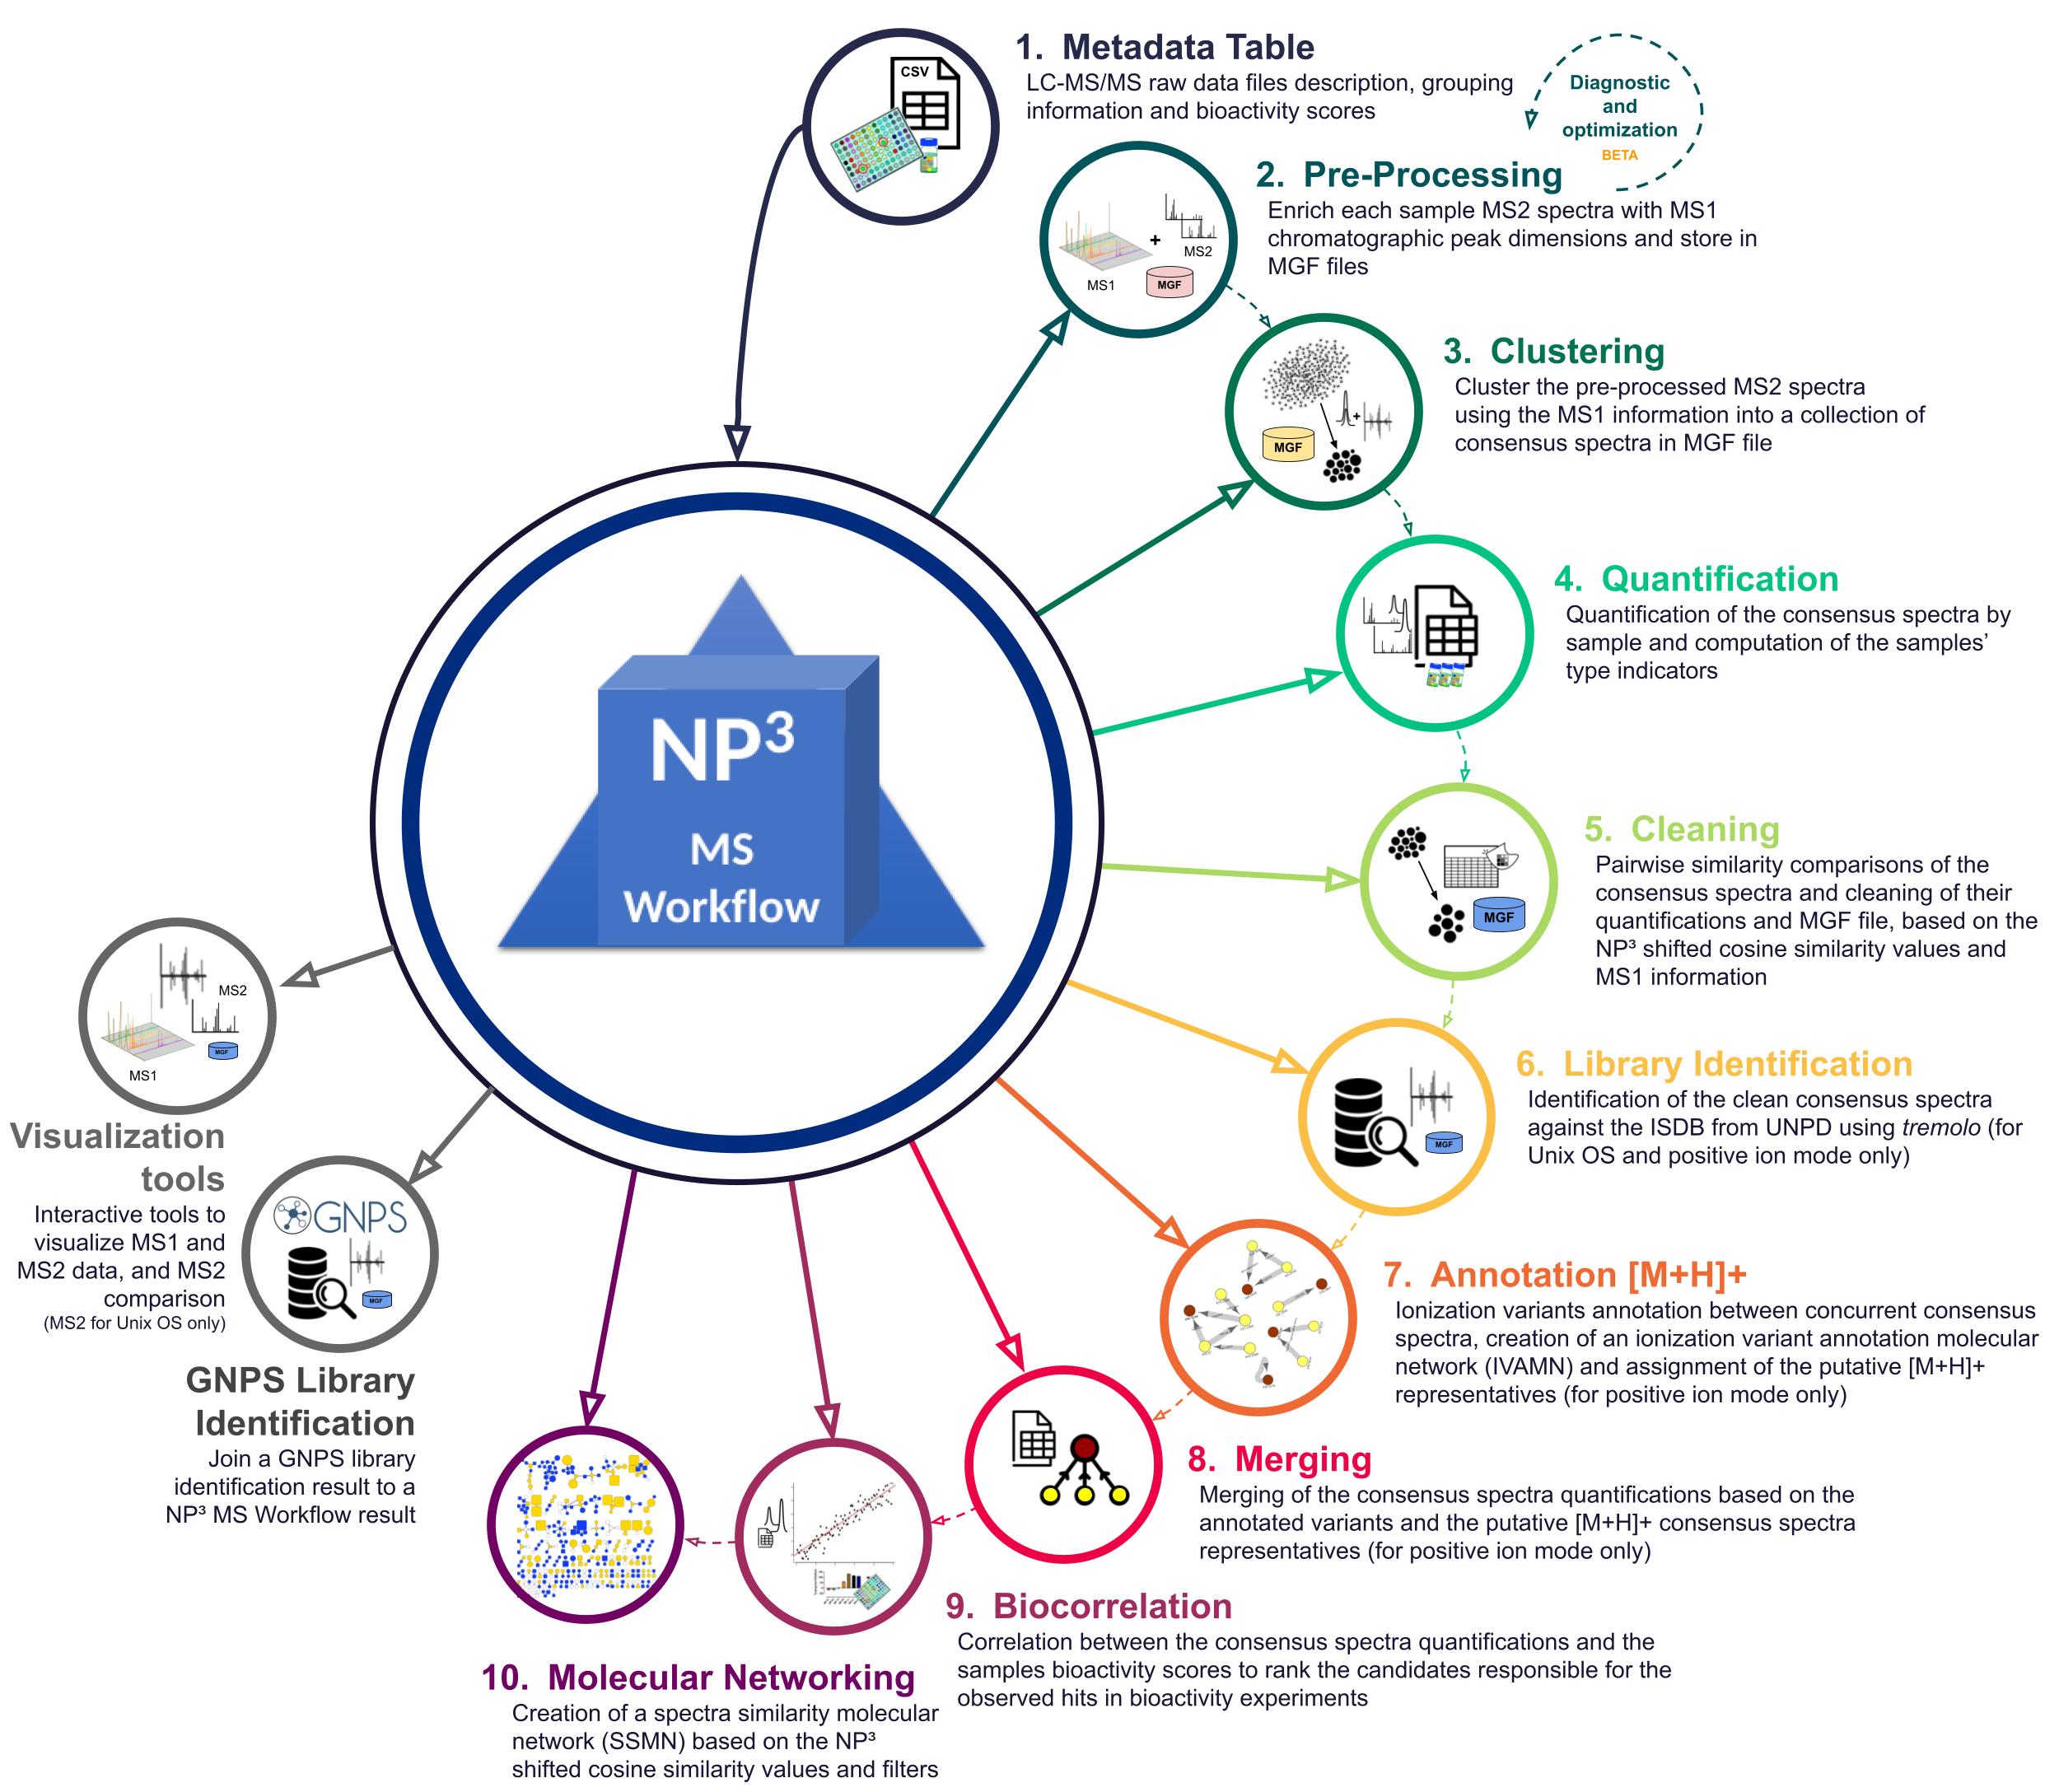 CSV
1. Metadata Table
LC-MS/MS raw data files description, grouping
information and bioactivity scores
Diagnostic
and
optimization
BETA
2. Pre-Processing
Enrich each sample MS2 spectra with MS1
chromatographic peak dimensions and store in
MGF files
+
MS2
MS1
MGF
3. Clustering
Cluster the pre-processed MS2 spectra
using the MS1 information into a collection of
consensus spectra in MGF file
+
MGF
4. Quantification
Quantification of the consensus spectra by
sample and computation of the samples’
type indicators
NP³
MS
Workflow
5. Cleaning
Pairwise similarity comparisons of the
consensus spectra and cleaning of their
quantifications and MGF file, based on the
NP³ shifted cosine similarity values and
MS1 information
MGF
6. Library Identification
Identification of the clean consensus spectra
against the ISDB from UNPD using tremolo (for
Unix OS and positive ion mode only)
MGF
7. Annotation [M+H]+
Ionization variants annotation between concurrent consensus
spectra, creation of an ionization variant annotation molecular
network (IVAMN) and assignment of the putative [M+H]+
representatives (for positive ion mode only)
8. Merging
Merging of the consensus spectra quantifications based on the
annotated variants and the putative [M+H]+ consensus spectra
representatives (for positive ion mode only)
9. Biocorrelation
Correlation between the consensus spectra quantifications and the
samples bioactivity scores to rank the candidates responsible for the
observed hits in bioactivity experiments
10. Molecular Networking
Creation of a spectra similarity molecular
network (SSMN) based on the NP³
shifted cosine similarity values and filters
MS2
MGF
MS1
Visualization
tools
Interactive tools to
visualize MS1 and
MS2 data, and MS2
comparison
(MS2 for Unix OS only)
GNPS
MGF
GNPS Library
Identification
Join a GNPS library
identification result to a
NP³ MS Workflow result